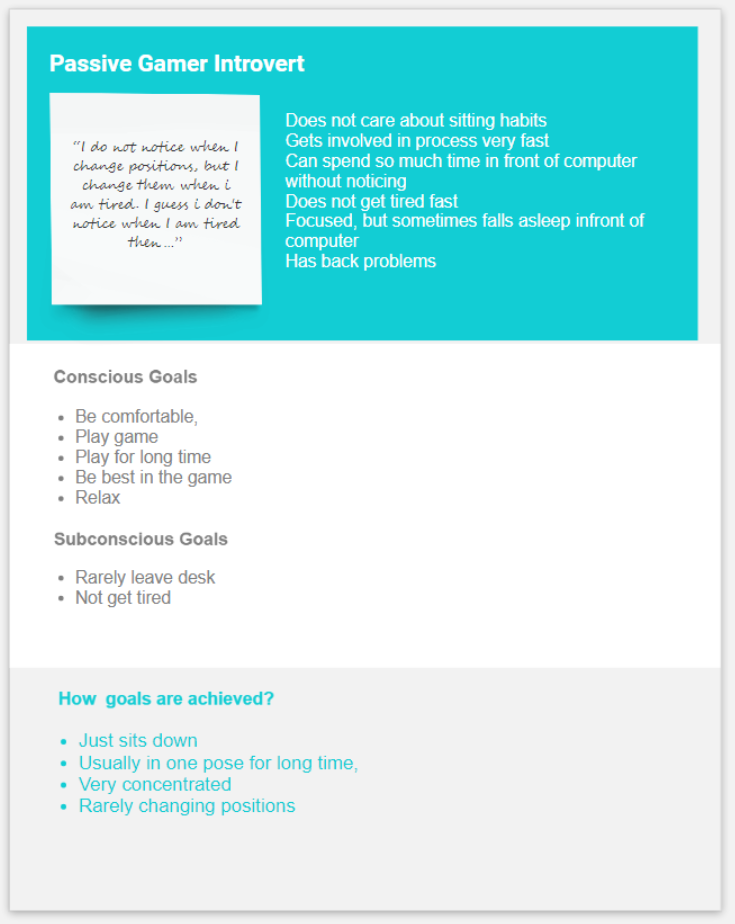 Passive Gamer Introvert
"I do not notice when I
change positions, but I
change them when i
am tired. I guess i don't
notice when I am tired
then ..."
Does not care about sitting habits
Gets involved in process very fast
Can spend so much time in front of computer
without noticing
Does not get tired fast
Focused, but sometimes falls asleep infront of
computer
Has back problems
Conscious Goals
• Be comfortable,
• Play game
• Play for long time
• Be best in the game
• Relax
Subconscious Goals
• Rarely leave desk
• Not get tired
How  goals are achieved?
• Just sits down
• Usually in one pose for long time,
• Very concentrated
• Rarely changing positions